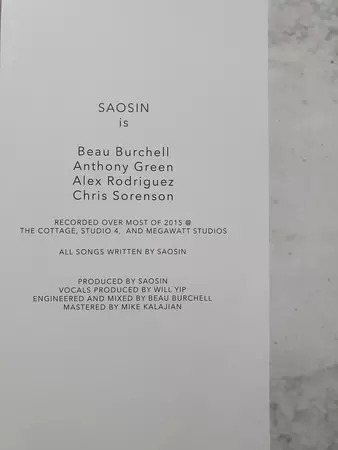 SAOSIN
is
Beau Burchell
Anthony Green
Alex Rodriguez
Chris Sorenson
RECORDED OVER MOST OF 2015 @
THE COTTAGE, STUDIO 4, AND MEGAWATT STUDIOS
ALL SONGS WRITTEN BY SAOSIN
PRODUCED BY SAOSIN
VOCALS PRODUCED BY WILL YIP
ENGINEERED AND MIXED BY BEAU BURCHELL
MASTERED BY MIKE KALAJIAN